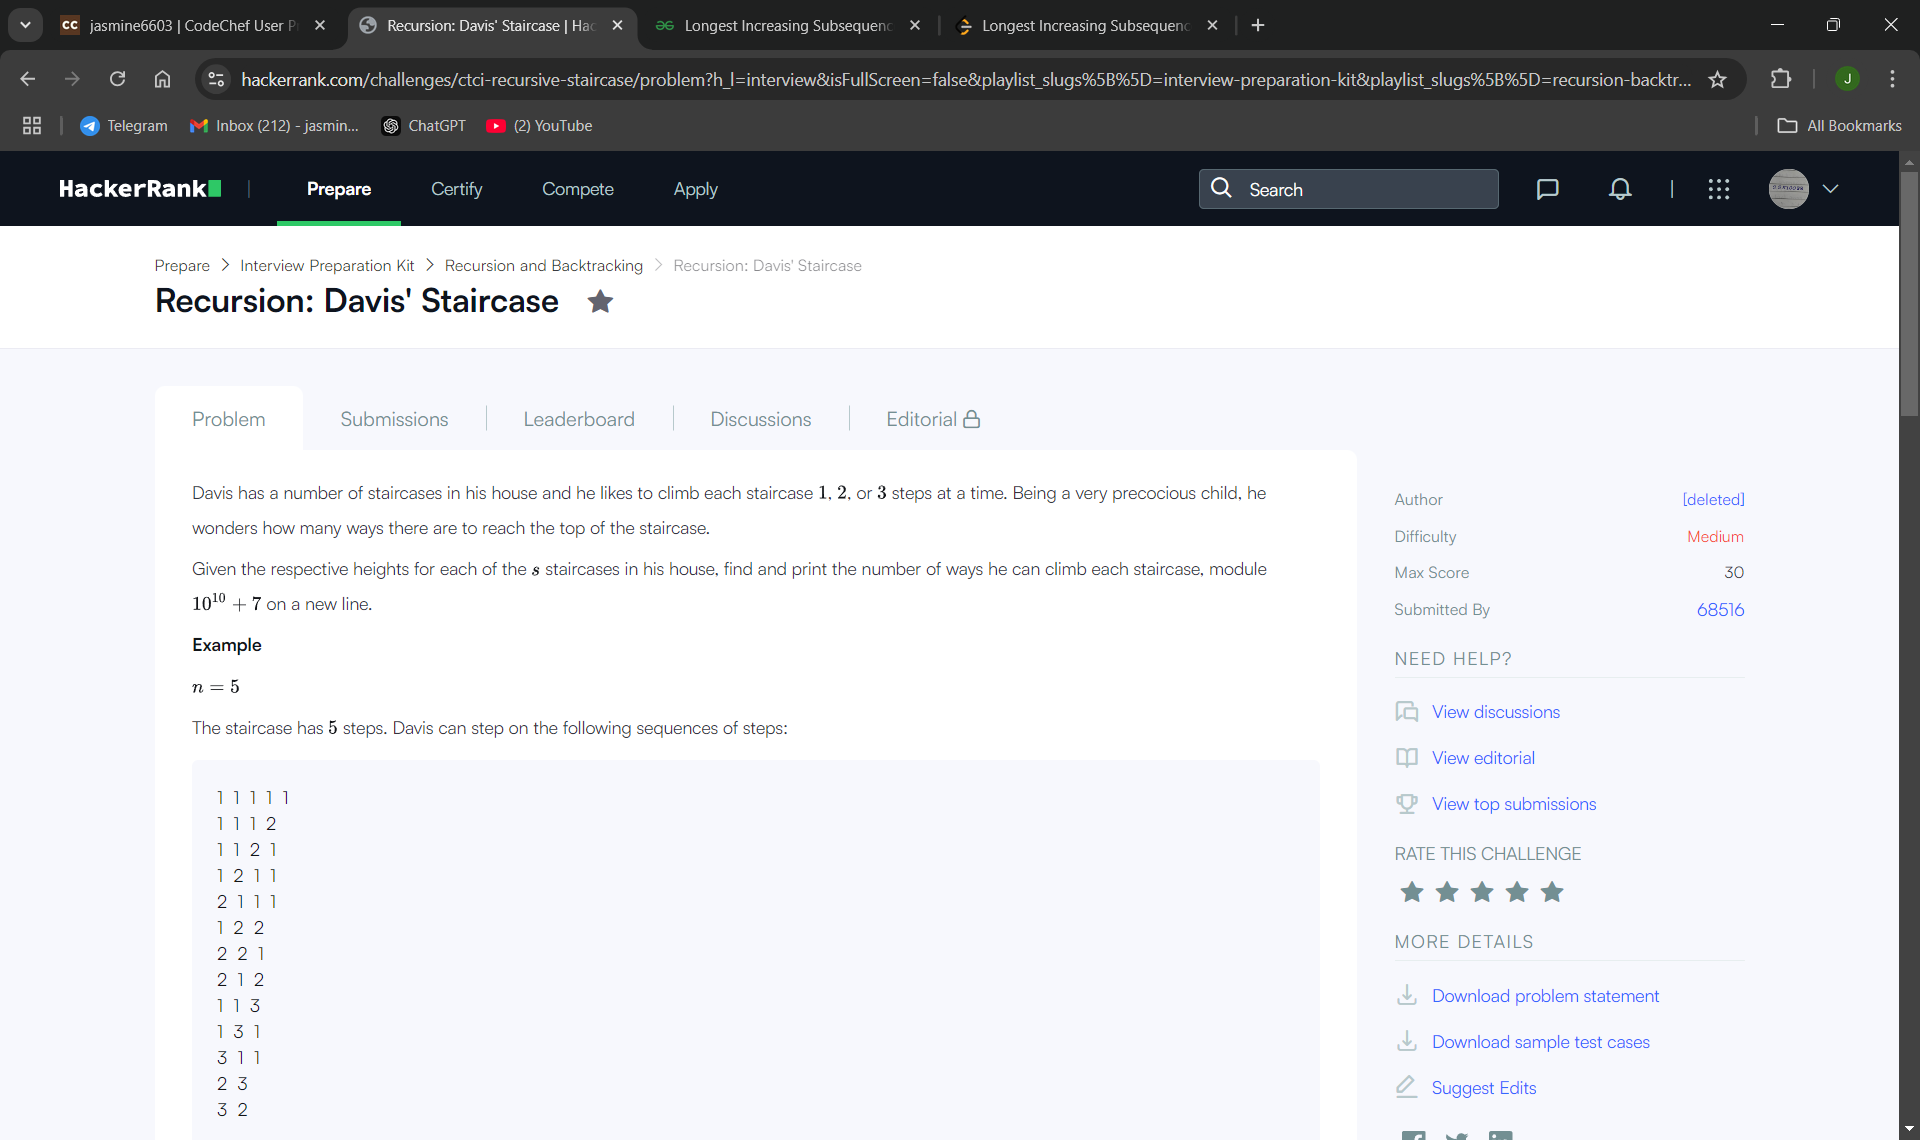 jasmine6603 | CodeChef User P
Recursion: Davis' Staircase | Hac
Longest Increasing Subsequenc
Longest Increasing Subsequenc
hackerrank.com/challenges/ctci-recursive-staircase/problem?h_l=interview&isFullScreen=false&playlist_slugs%5B%5D=interview-preparation-kit&playlist_slugs%5B%5D=recursion-backtr...
J
Telegram
Inbox (212) - jasmin...
ChatGPT
(2) YouTube
All Bookmarks
HackerRank
Prepare
Certify
Compete
Apply
Search
Prepare > Interview Preparation Kit > Recursion and Backtracking > Recursion: Davis' Staircase
Recursion: Davis' Staircase ★
Problem
Submissions
Leaderboard
Discussions
Editorial
Davis has a number of staircases in his house and he likes to climb each staircase 1, 2, or 3 steps at a time. Being a very precocious child, he
wonders how many ways there are to reach the top of the staircase.
Given the respective heights for each of the s staircases in his house, find and print the number of ways he can climb each staircase, module
10^10 + 7 on a new line.
Example
n = 5
The staircase has 5 steps. Davis can step on the following sequences of steps:
1 1 1 1 1
1 1 1 2
1 1 2 1
1 2 1 1
2 1 1 1
1 2 2
2 2 1
2 1 2
1 1 3
1 3 1
3 1 1
2 3
3 2
Author [deleted]
Difficulty Medium
Max Score 30
Submitted By 68516
NEED HELP?
View discussions
View editorial
View top submissions
RATE THIS CHALLENGE
MORE DETAILS
Download problem statement
Download sample test cases
Suggest Edits